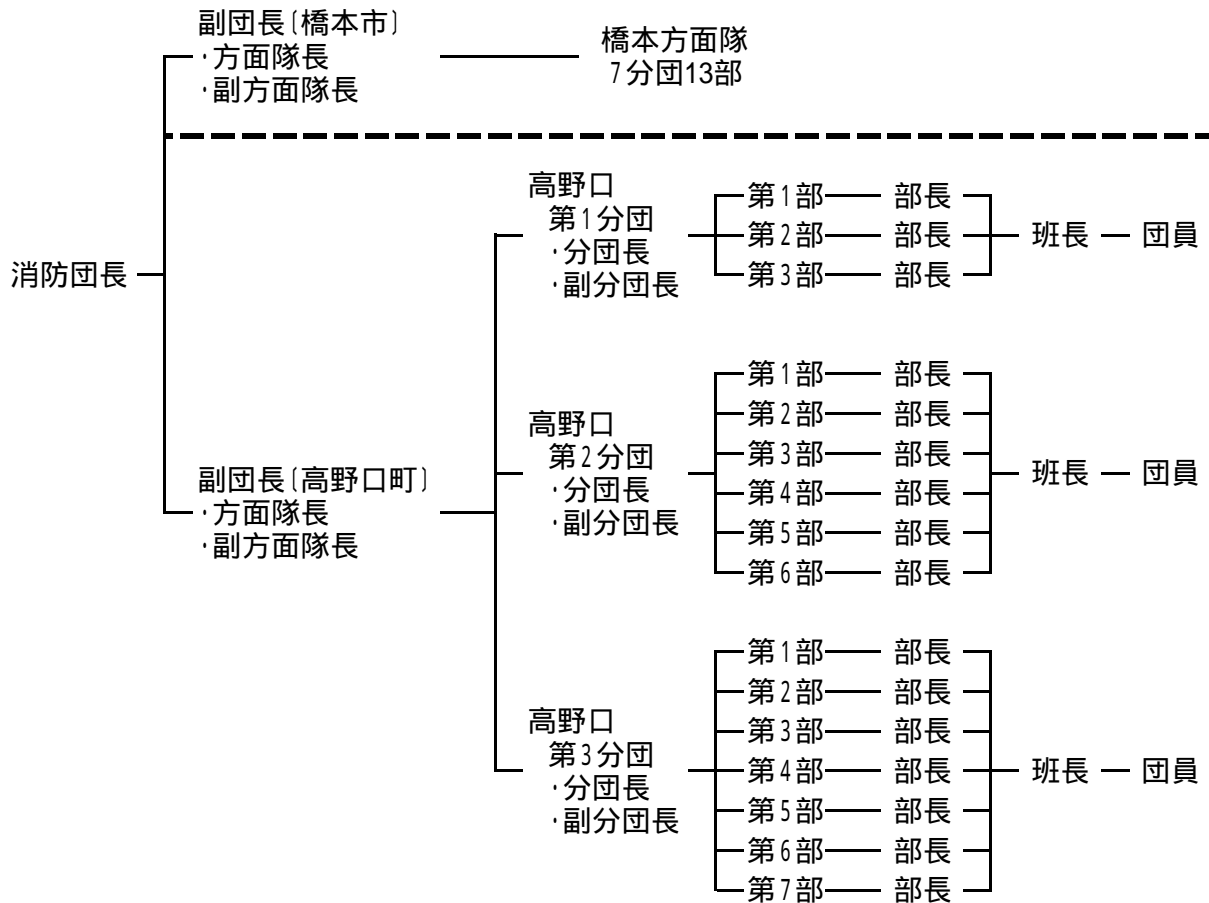 消防団長
副団長〔橋本市〕
・方面隊長
・副方面隊長
橋本方面隊
7分団13部
副団長〔高野口町〕
・方面隊長
・副方面隊長
高野口
第1分団
・分団長
・副分団長
第1部 部長
第2部 部長
第3部 部長
班長 団員
高野口
第2分団
・分団長
・副分団長
第1部 部長
第2部 部長
第3部 部長
第4部 部長
第5部 部長
第6部 部長
班長 団員
高野口
第3分団
・分団長
・副分団長
第1部 部長
第2部 部長
第3部 部長
第4部 部長
第5部 部長
第6部 部長
第7部 部長
班長 団員